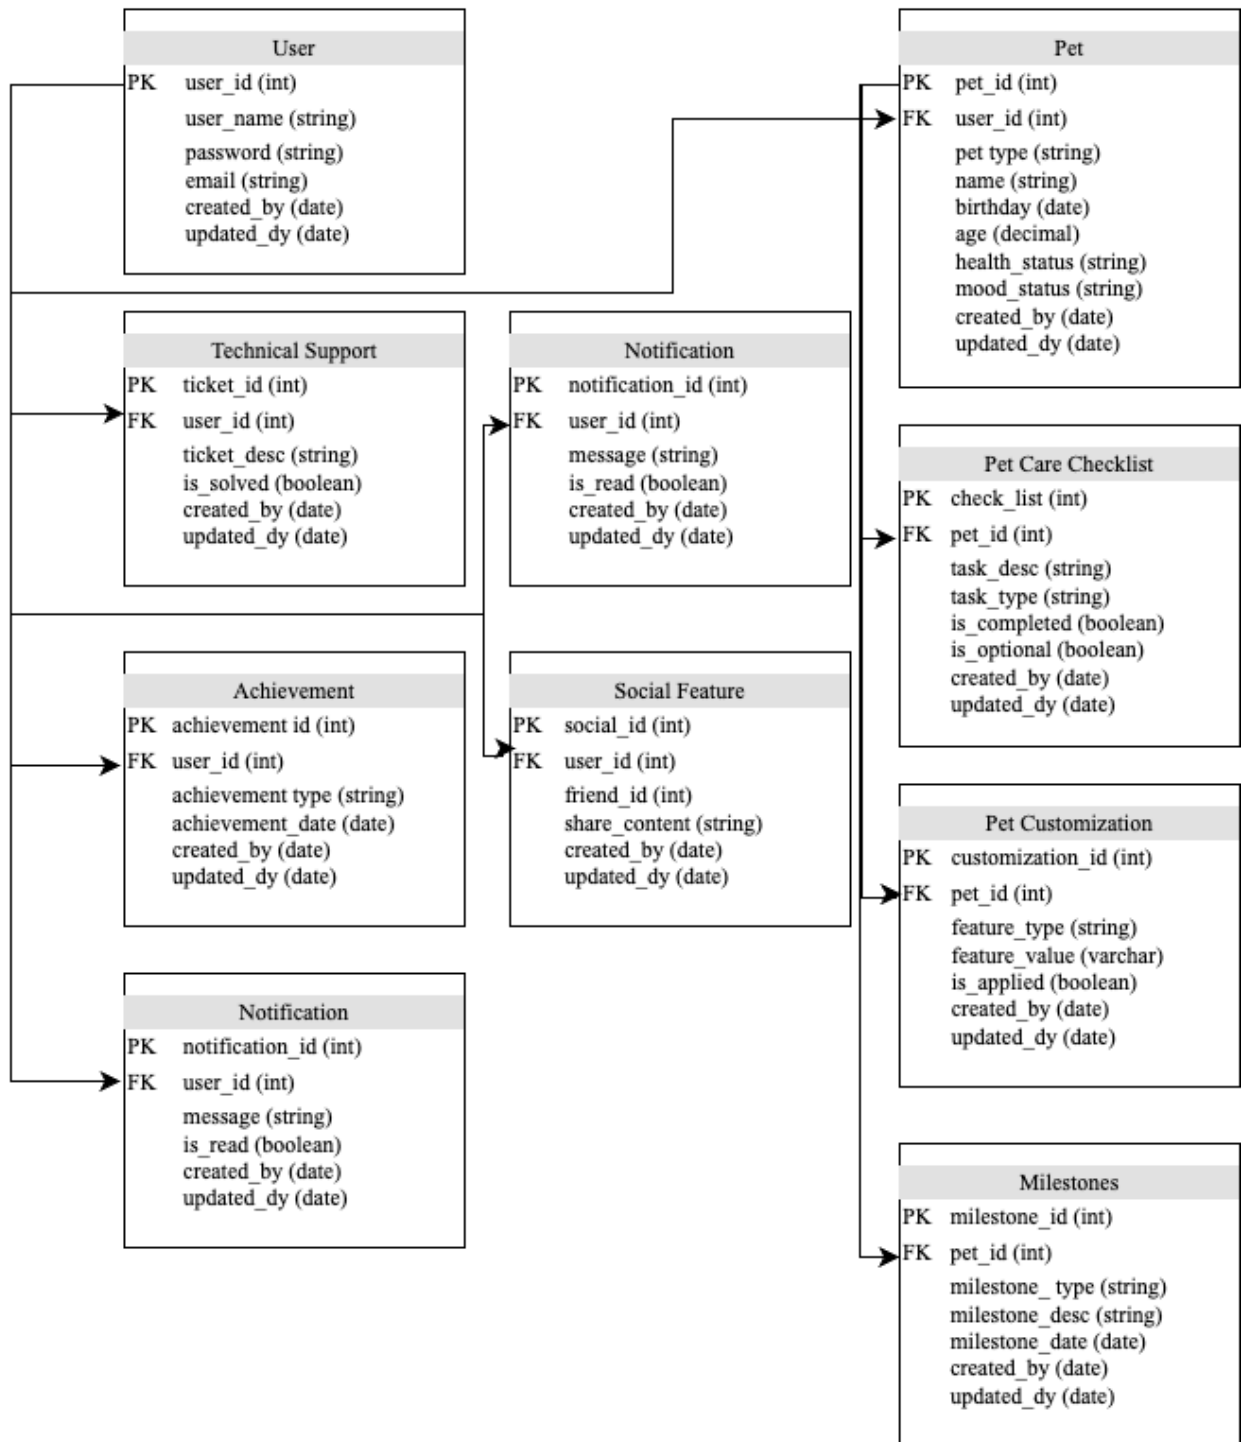 User
PK user_id (int)
user_name (string)
password (string)
email (string)
created_by (date)
updated_dy (date)
Technical Support
PK ticket_id (int)
FK user_id (int)
ticket_desc (string)
is_solved (boolean)
created_by (date)
updated_dy (date)
Notification
PK notification_id (int)
FK user_id (int)
message (string)
is_read (boolean)
created_by (date)
updated_dy (date)
Achievement
PK achievement id (int)
FK user_id (int)
achievement type (string)
achievement_date (date)
created_by (date)
updated_dy (date)
Social Feature
PK social_id (int)
FK user_id (int)
friend_id (int)
share_content (string)
created_by (date)
updated_dy (date)
Notification
PK notification_id (int)
FK user_id (int)
message (string)
is_read (boolean)
created_by (date)
updated_dy (date)
Pet
PK pet_id (int)
FK user_id (int)
pet type (string)
name (string)
birthday (date)
age (decimal)
health_status (string)
mood_status (string)
created_by (date)
updated_dy (date)
Pet Care Checklist
PK check_list (int)
FK pet_id (int)
task_desc (string)
task_type (string)
is_completed (boolean)
is_optional (boolean)
created_by (date)
updated_dy (date)
Pet Customization
PK customization_id (int)
FK pet_id (int)
feature_type (string)
feature_value (varchar)
is_applied (boolean)
created_by (date)
updated_dy (date)
Milestones
PK milestone_id (int)
FK pet_id (int)
milestone_ type (string)
milestone_desc (string)
milestone_date (date)
created_by (date)
updated_dy (date)